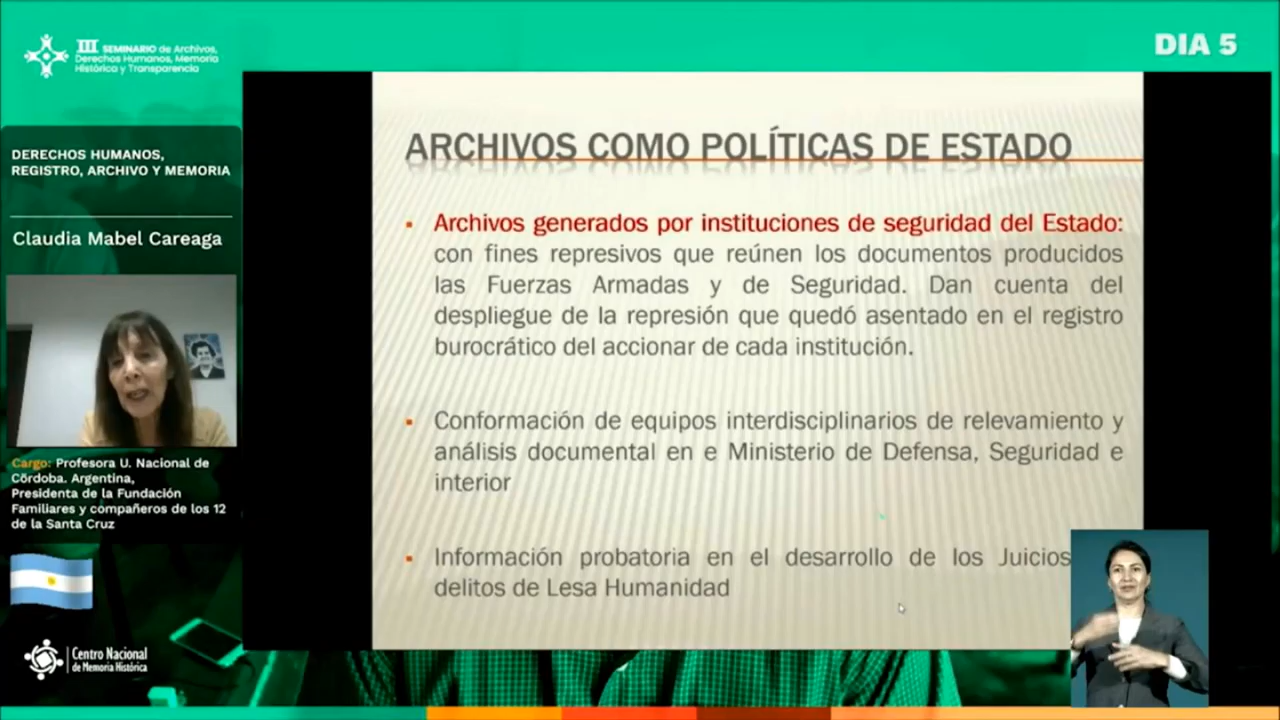 III SEMINARIO de Archivos,
Derechos Humanos, Memoria
Histórica y Transparencia
DIA 5
DERECHOS HUMANOS,
REGISTRO, ARCHIVO Y MEMORIA
Claudia Mabel Careaga
Cargo: Profesora U. Nacional de
Córdoba. Argentina,
Presidenta de la Fundación
Familiares y compañeros de los 12
de la Santa Cruz
Centro Nacional
de Memoria Histórica
ARCHIVOS COMO POLÍTICAS DE ESTADO
▪ Archivos generados por instituciones de seguridad del Estado:
con fines represivos que reúnen los documentos producidos
las Fuerzas Armadas y de Seguridad. Dan cuenta del
despliegue de la represión que quedó asentado en el registro
burocrático del accionar de cada institución.
▪ Conformación de equipos interdisciplinarios de relevamiento y
análisis documental en e Ministerio de Defensa, Seguridad e
interior
▪ Información probatoria en el desarrollo de los Juicios
delitos de Lesa Humanidad